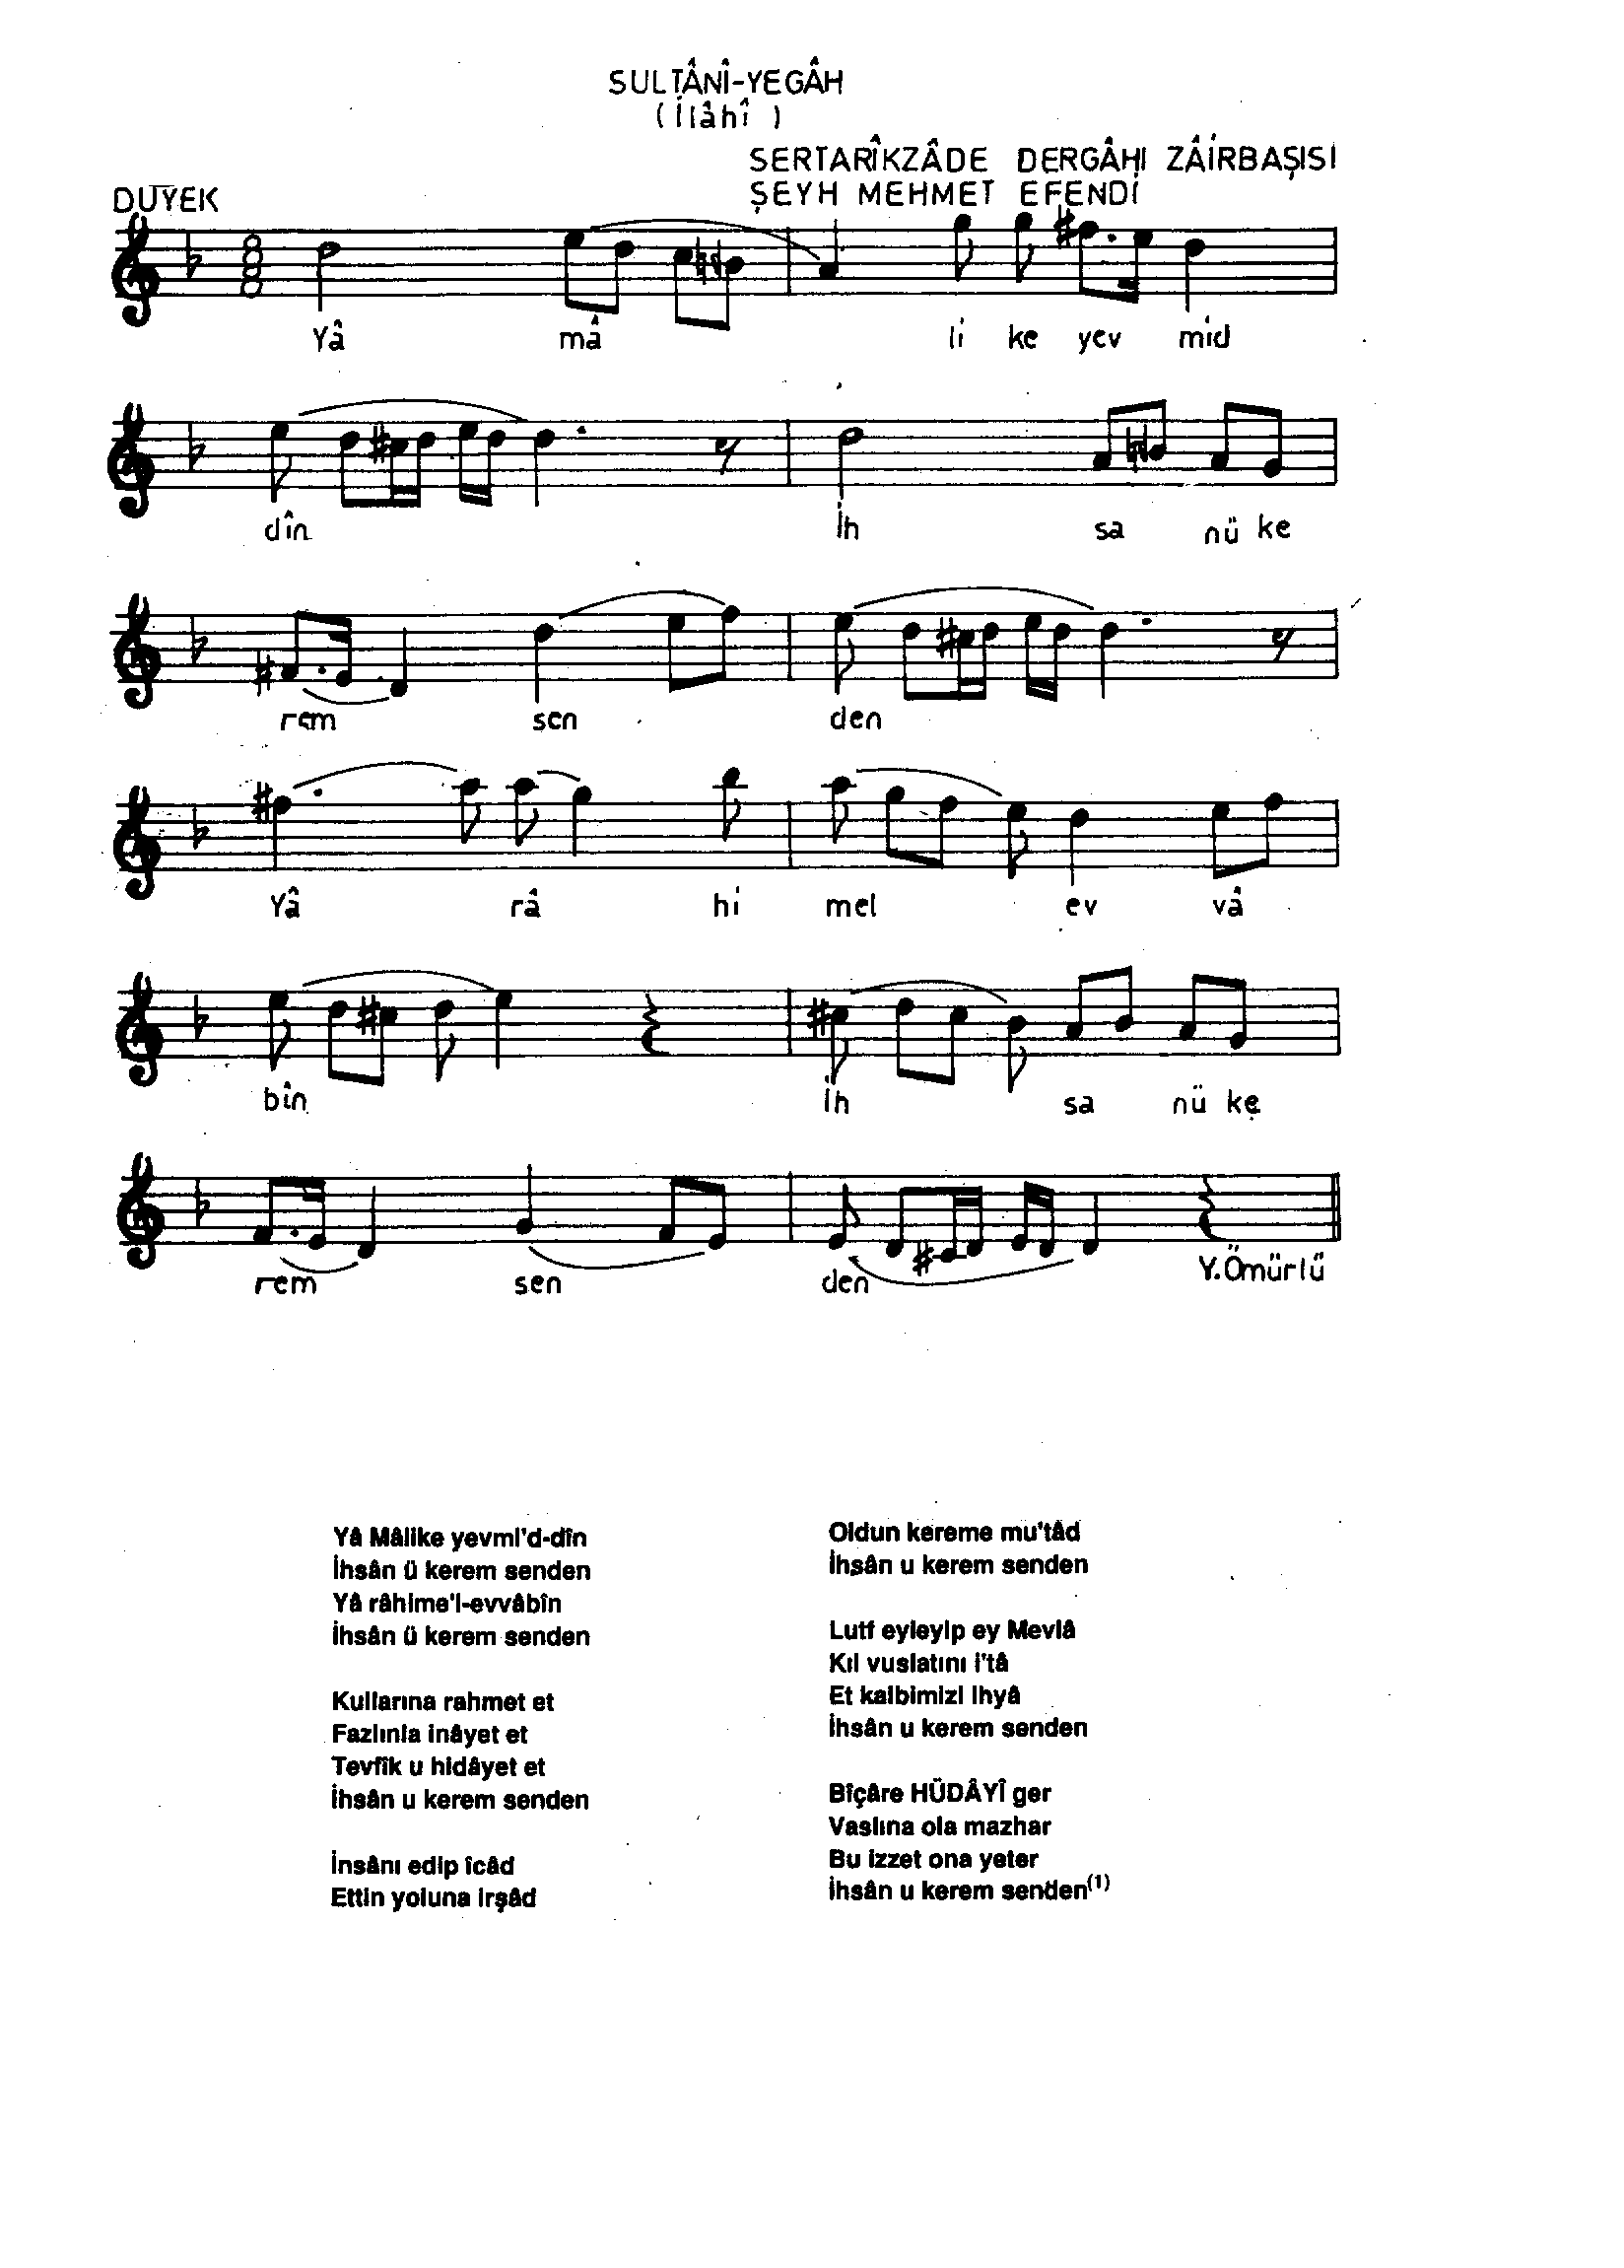 SULTÂNÎ-YEGÂH
(İlâhî)
SERTARÎKZÂDE DERGÂHI ZÂİRBAŞISI
DUYEK
ŞEYH MEHMET EFENDİ
8
8
Yâ mâ li ke yev mid
dîn İh sa nü ke
rem sen den
Yâ râ hi mel ev vâ
bîn İh sa nü ke
rem sen den
Y.Ömürlü
Yâ Mâlike yevmi'd-dîn
İhsân ü kerem senden
Yâ râhime'l-evvâbîn
İhsân ü kerem senden
Kullarına rahmet et
Fazlınla inâyet et
Tevfîk u hidâyet et
İhsân u kerem senden
İnsânı edip îcâd
Ettin yoluna irşâd
Oldun kereme mu'tâd
İhsân u kerem senden
Lutf eyleyip ey Mevlâ
Kıl vuslatını i'tâ
Et kalbimizi ihyâ
İhsân u kerem senden
Bîçâre HÜDÂYÎ ger
Vaslına ola mazhar
Bu izzet ona yeter
İhsân u kerem senden(1)